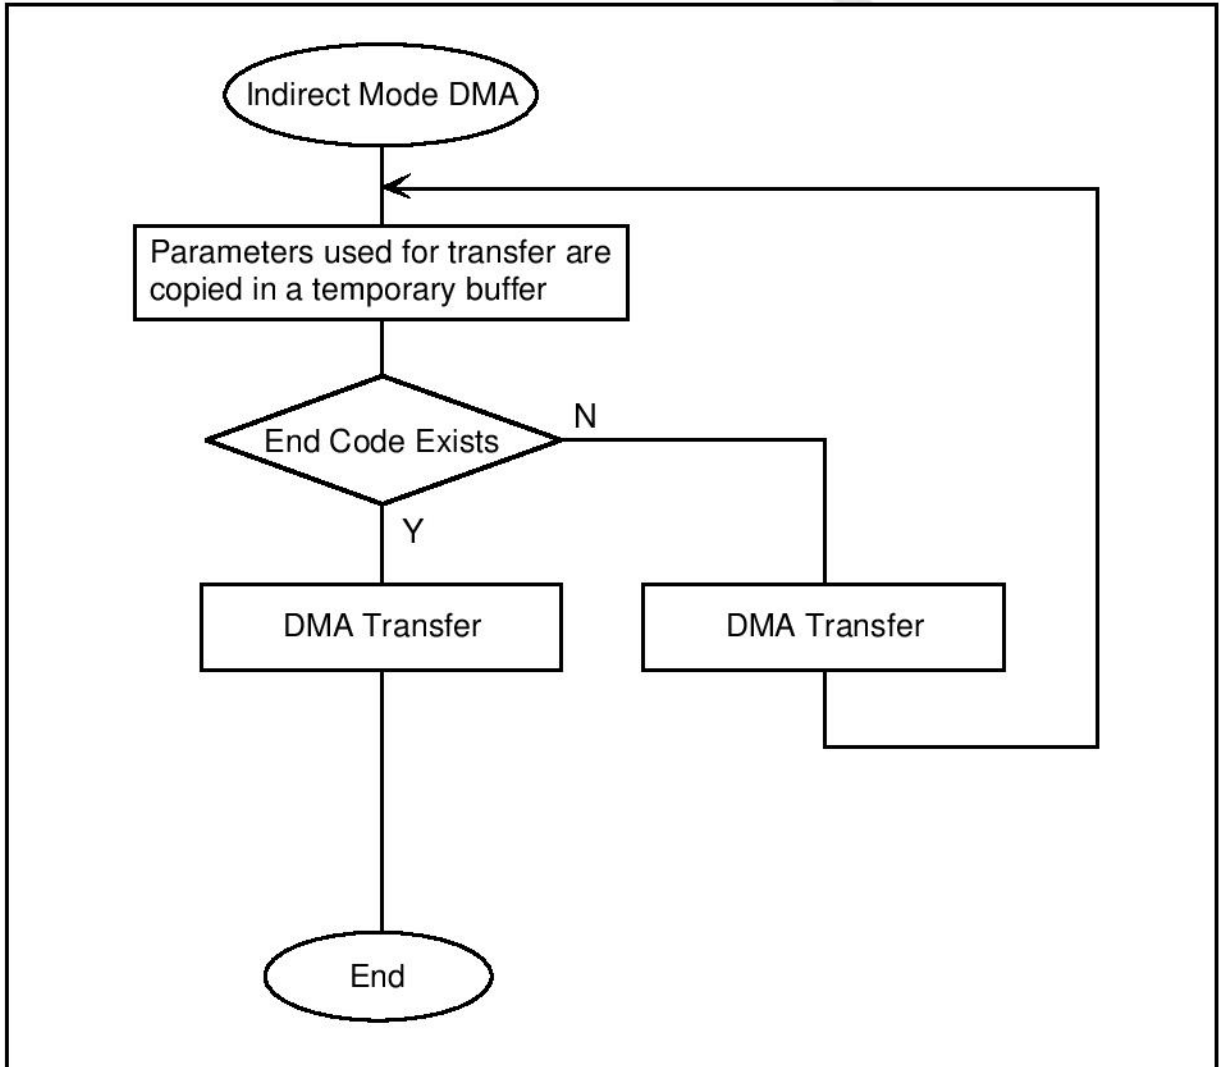 Indirect Mode DMA
Parameters used for transfer are
copied in a temporary buffer
End Code Exists
N
Y
DMA Transfer
DMA Transfer
End